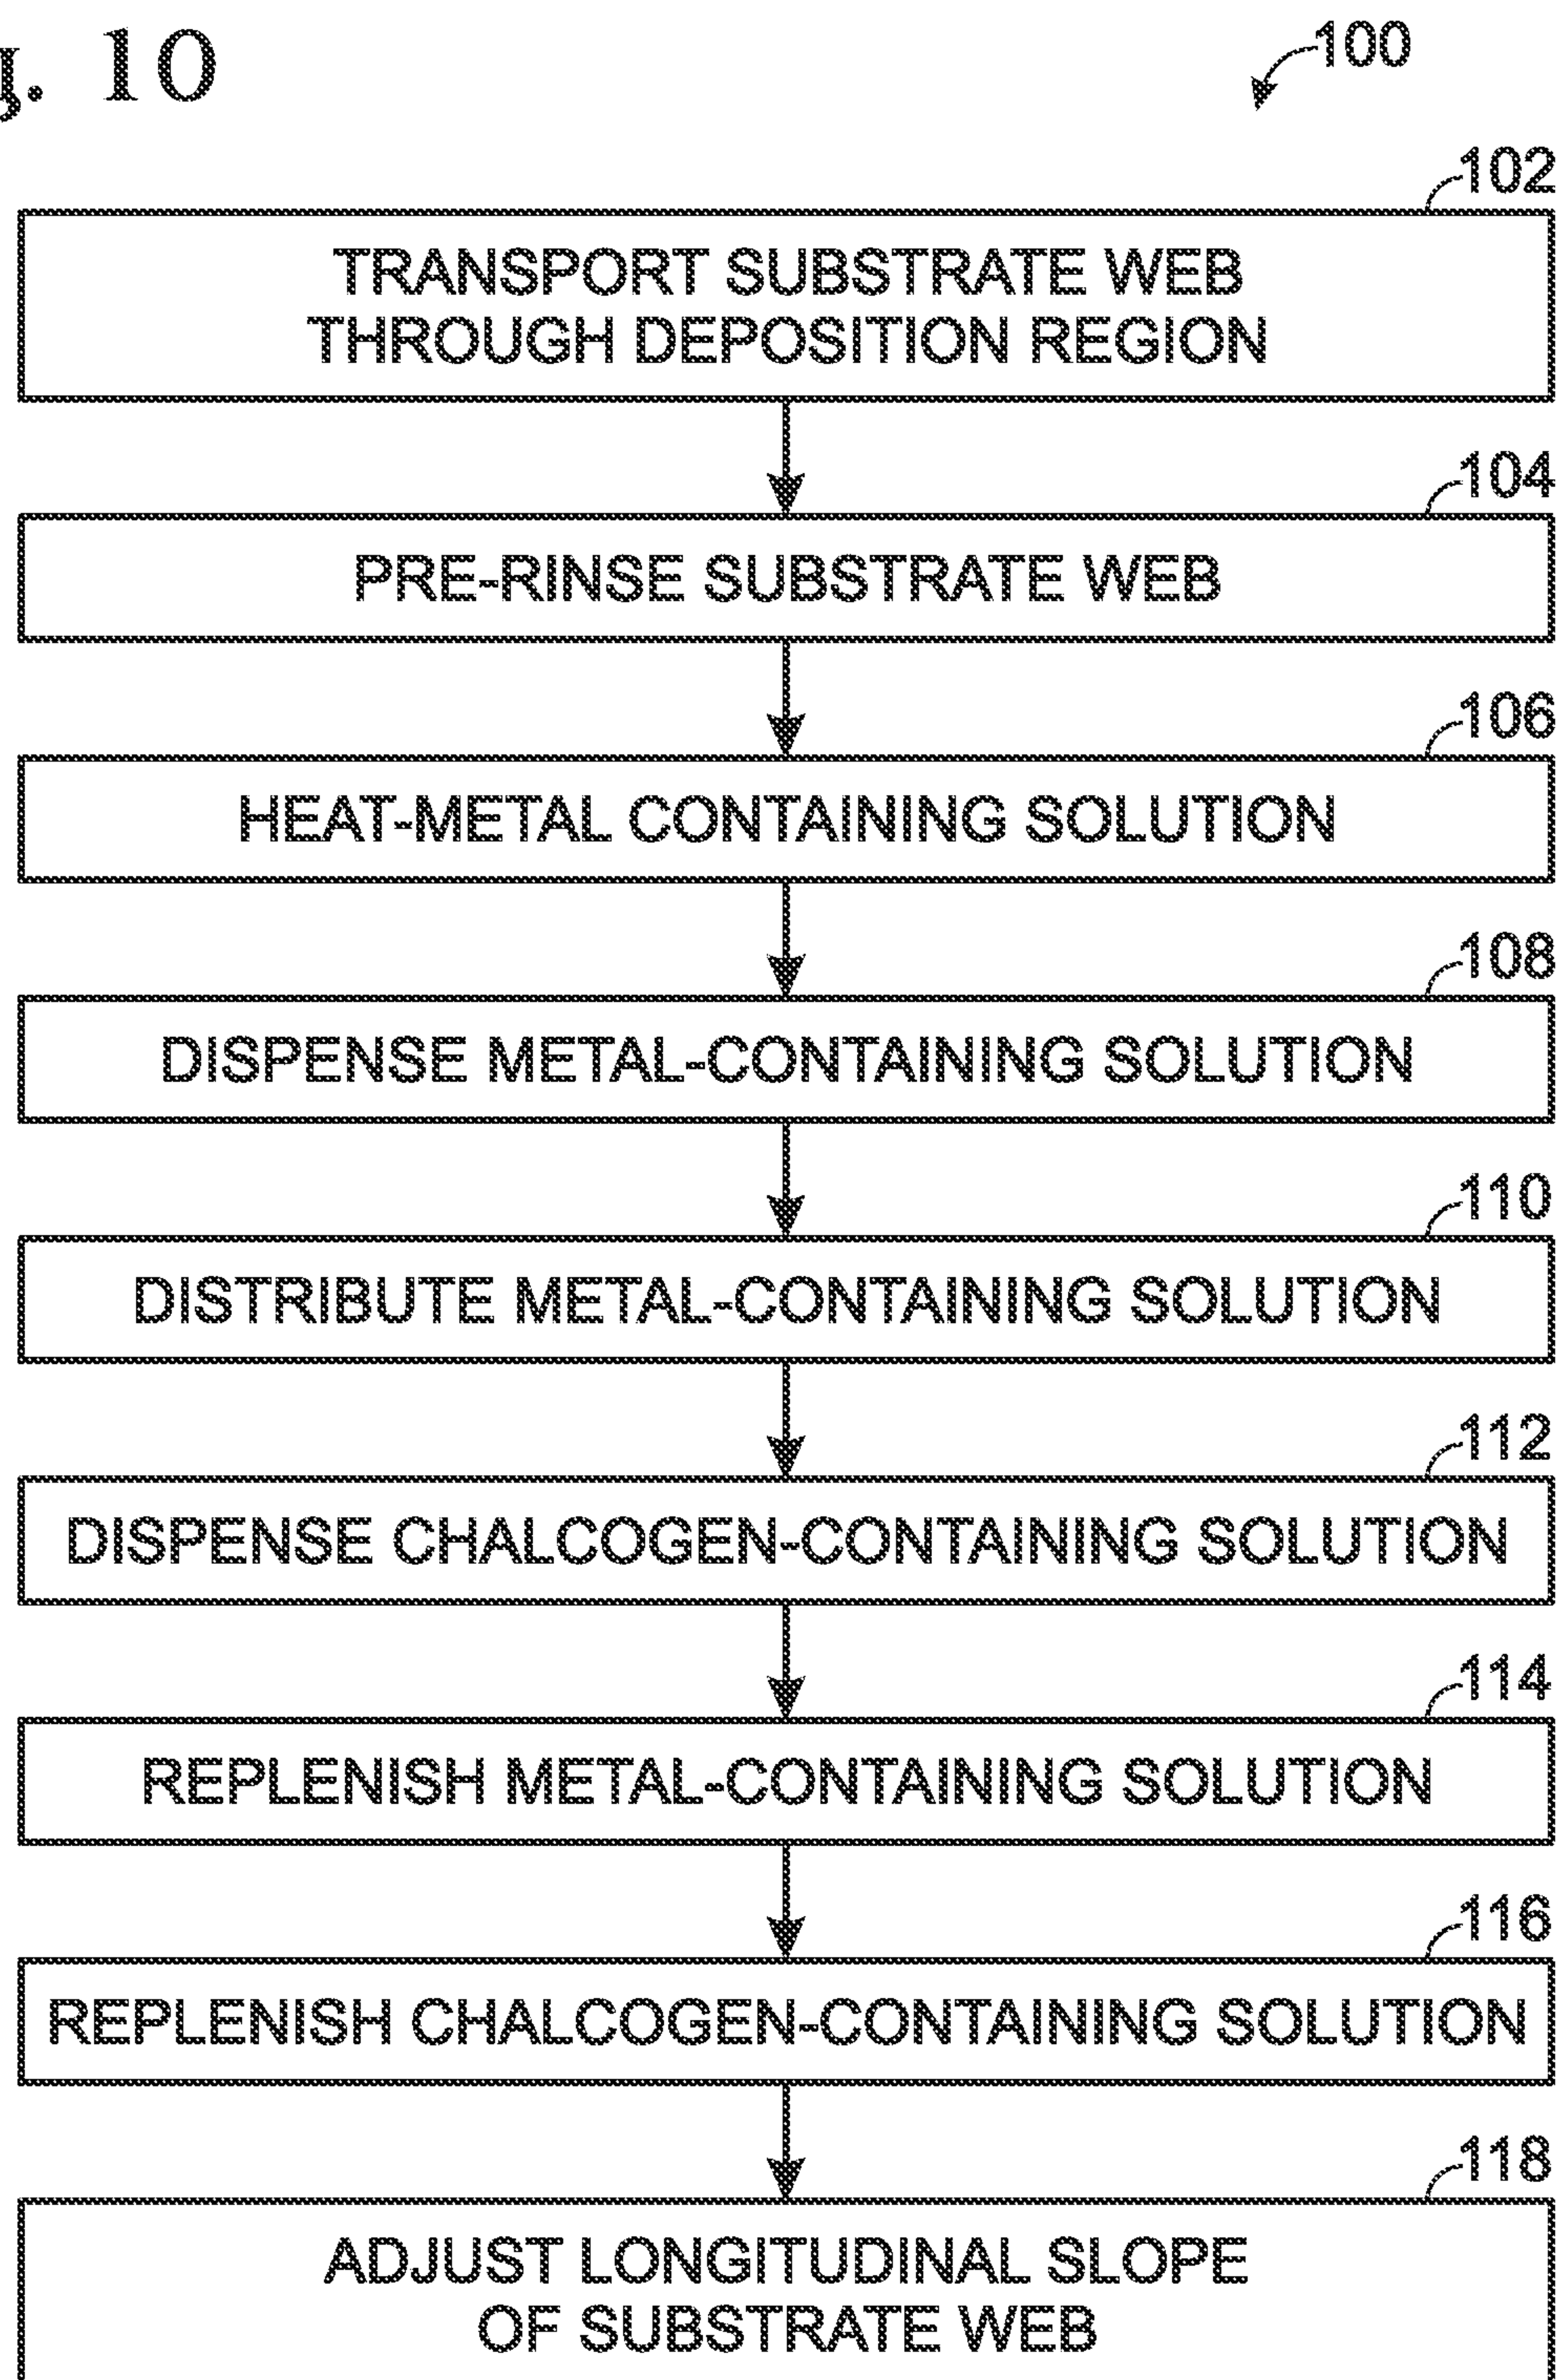 g. 10
100
102
TRANSPORT SUBSTRATE WEB
THROUGH DEPOSITION REGION
104
PRE-RINSE SUBSTRATE WEB
106
HEAT-METAL CONTAINING SOLUTION
108
DISPENSE METAL-CONTAINING SOLUTION
110
DISTRIBUTE METAL-CONTAINING SOLUTION
112
DISPENSE CHALCOGEN-CONTAINING SOLUTION
114
REPLENISH METAL-CONTAINING SOLUTION
116
REPLENISH CHALCOGEN-CONTAINING SOLUTION
118
ADJUST LONGITUDINAL SLOPE
OF SUBSTRATE WEB